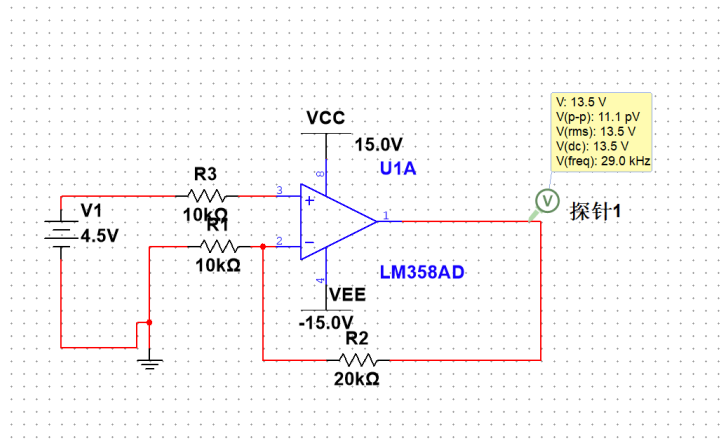 V: 13.5 V
V(p-p): 11.1 pV
V(rms): 13.5 V
V(dc): 13.5 V
V(freq): 29.0 kHz
VCC
15.0V
U1A
R3
8
3
V
探针1
V1
10kΩ
R1
1
4.5V
2
10kΩ
4
LM358AD
VEE
-15.0V
R2
20kΩ